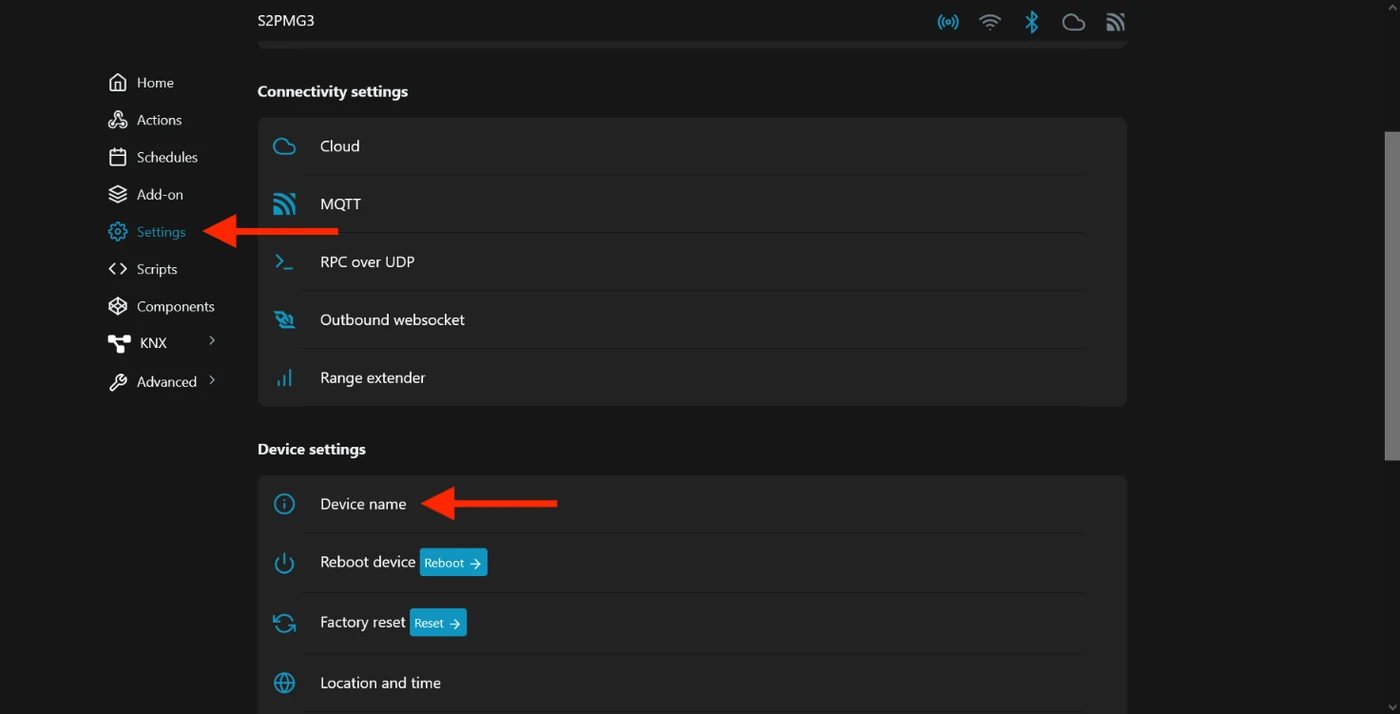 S2PMG3
Home
Actions
Schedules
Add-on
Settings
Scripts
Components
KNX
Advanced
Connectivity settings
Cloud
MQTT
RPC over UDP
Outbound websocket
Range extender
Device settings
Device name
Reboot device Reboot →
Factory reset Reset →
Location and time